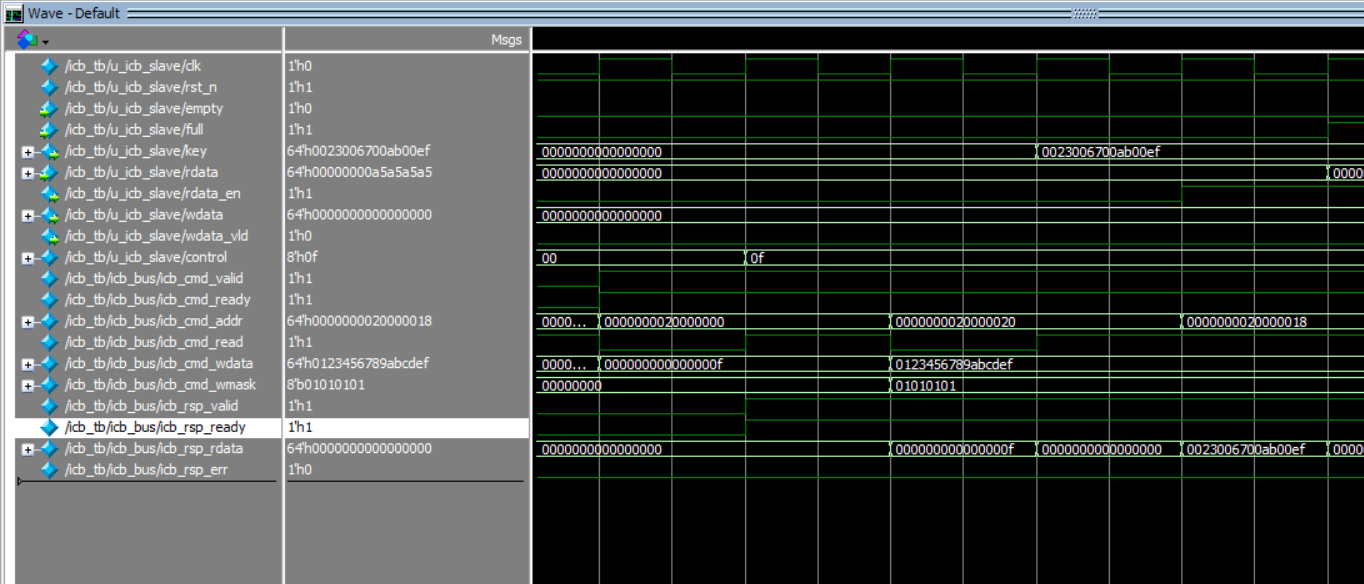 Wave - Default
Msgs
/icb_tb/u_icb_slave/clk 1'h0
/icb_tb/u_icb_slave/rst_n 1'h1
/icb_tb/u_icb_slave/empty 1'h0
/icb_tb/u_icb_slave/full 1'h1
/icb_tb/u_icb_slave/key 64'h0023006700ab00ef 0000000000000000 0023006700ab00ef
/icb_tb/u_icb_slave/rdata 64'h00000000a5a5a5a5 0000000000000000 0000
/icb_tb/u_icb_slave/rdata_en 1'h1
/icb_tb/u_icb_slave/wdata 64'h0000000000000000 0000000000000000
/icb_tb/u_icb_slave/wdata_vld 1'h0
/icb_tb/u_icb_slave/control 8'h0f 00 0f
/icb_tb/icb_bus/icb_cmd_valid 1'h1
/icb_tb/icb_bus/icb_cmd_ready 1'h1
/icb_tb/icb_bus/icb_cmd_addr 64'h0000000020000018 0000... 0000000020000000 0000000020000020 0000000020000018
/icb_tb/icb_bus/icb_cmd_read 1'h1
/icb_tb/icb_bus/icb_cmd_wdata 64'h0123456789abcdef 0000... 000000000000000f 0123456789abcdef
/icb_tb/icb_bus/icb_cmd_wmask 8'b01010101 00000000 01010101
/icb_tb/icb_bus/icb_rsp_valid 1'h1
/icb_tb/icb_bus/icb_rsp_ready 1'h1
/icb_tb/icb_bus/icb_rsp_rdata 64'h0000000000000000 0000000000000000 000000000000000f 0000000000000000 0023006700ab00ef 0000
/icb_tb/icb_bus/icb_rsp_err 1'h0